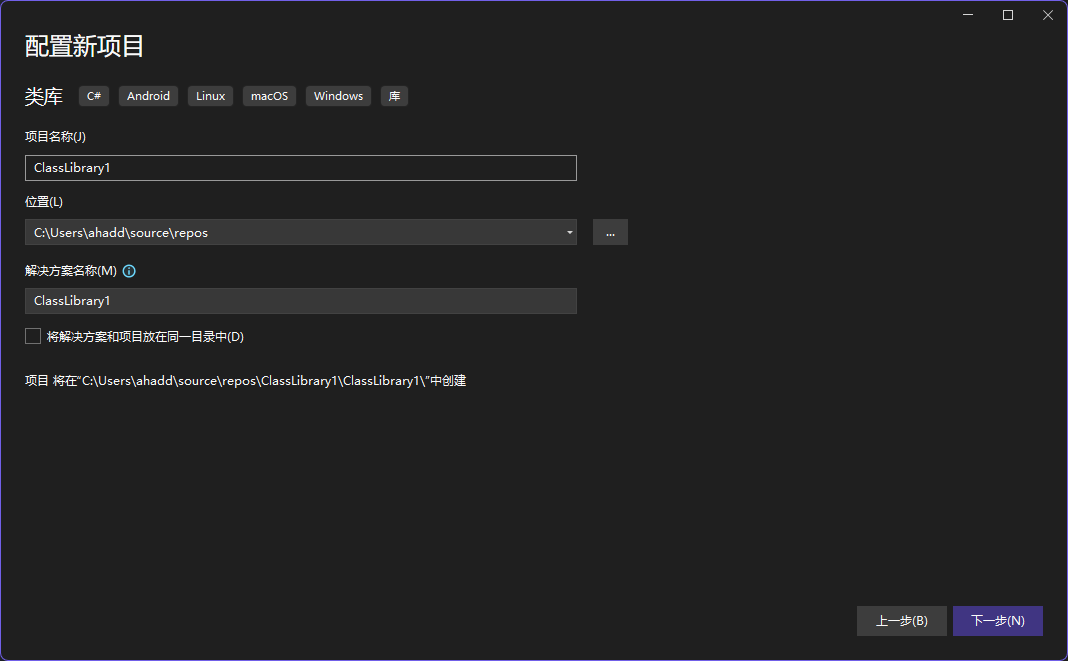 配置新项目
类库 C# Android Linux macOS Windows 库
项目名称(J)
ClassLibrary1
位置(L)
C:\Users\ahadd\source\repos ...
解决方案名称(M)
ClassLibrary1
将解决方案和项目放在同一目录中(D)
项目 将在“C:\Users\ahadd\source\repos\ClassLibrary1\ClassLibrary1\”中创建
上一步(B) 下一步(N)